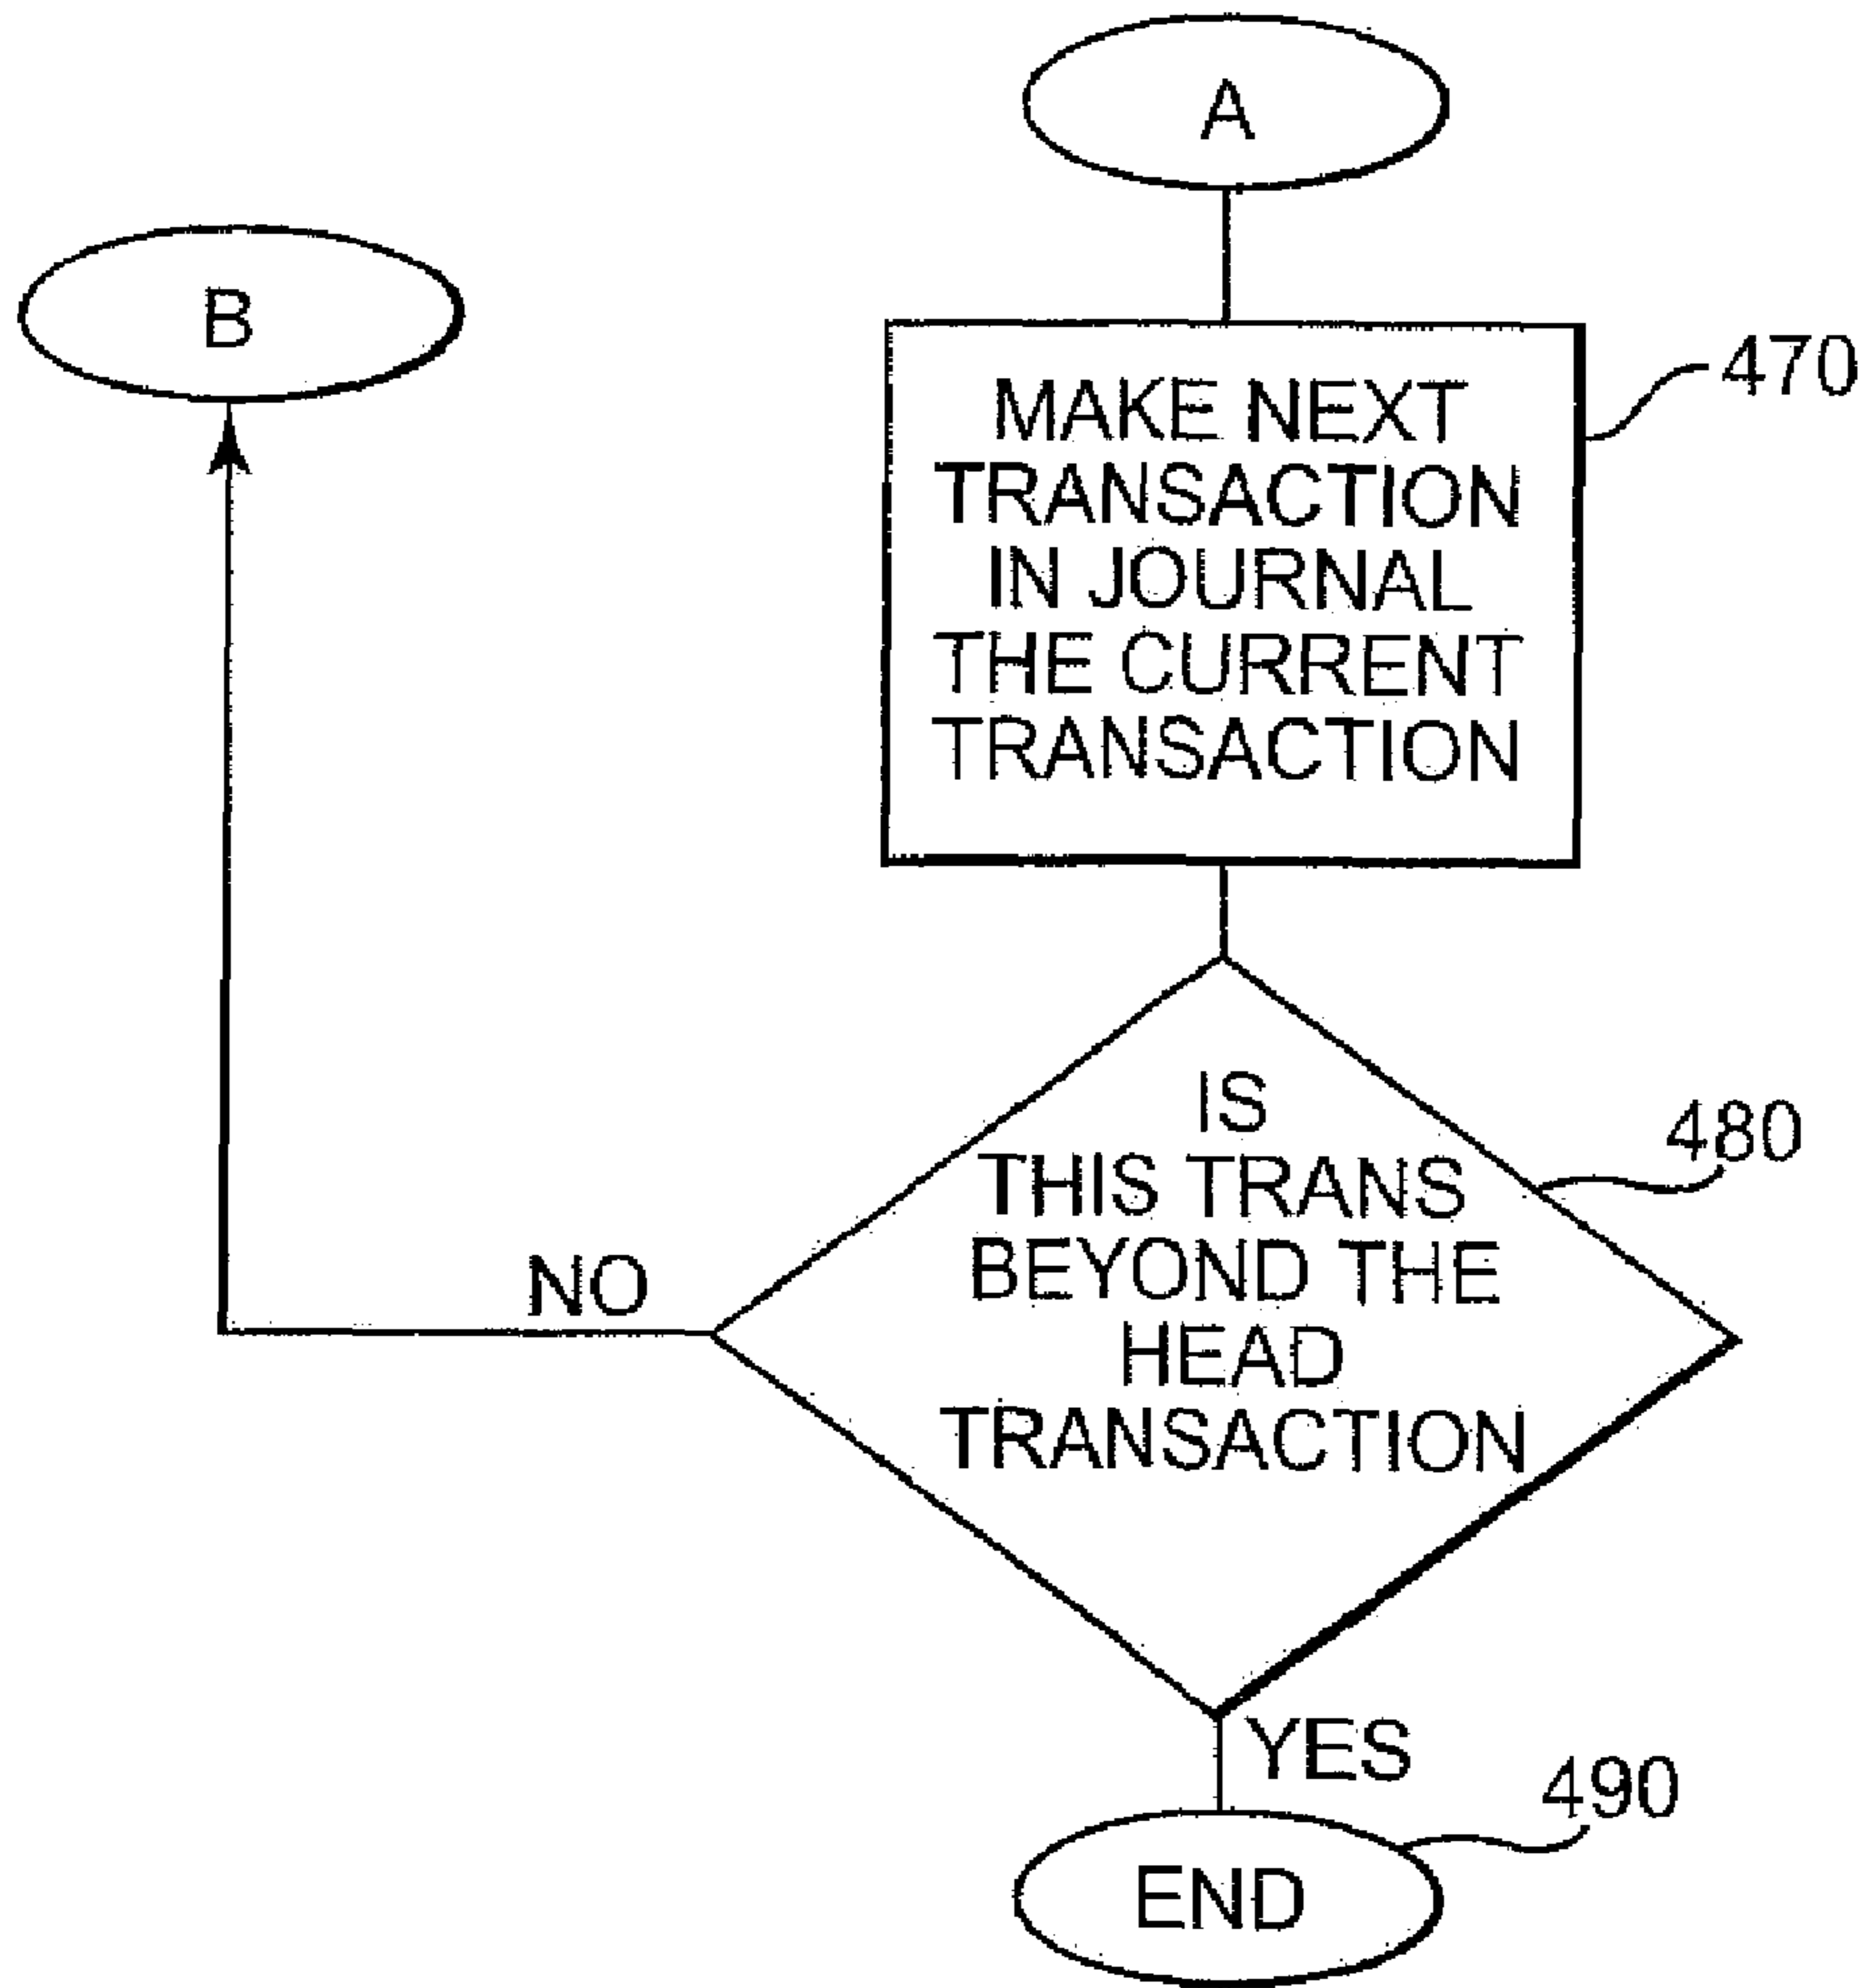 A
B
MAKE NEXT
TRANSACTION
IN JOURNAL
THE CURRENT
TRANSACTION
470
IS
THIS TRANS
BEYOND THE
HEAD
TRANSACTION
480
NO
YES
490
END